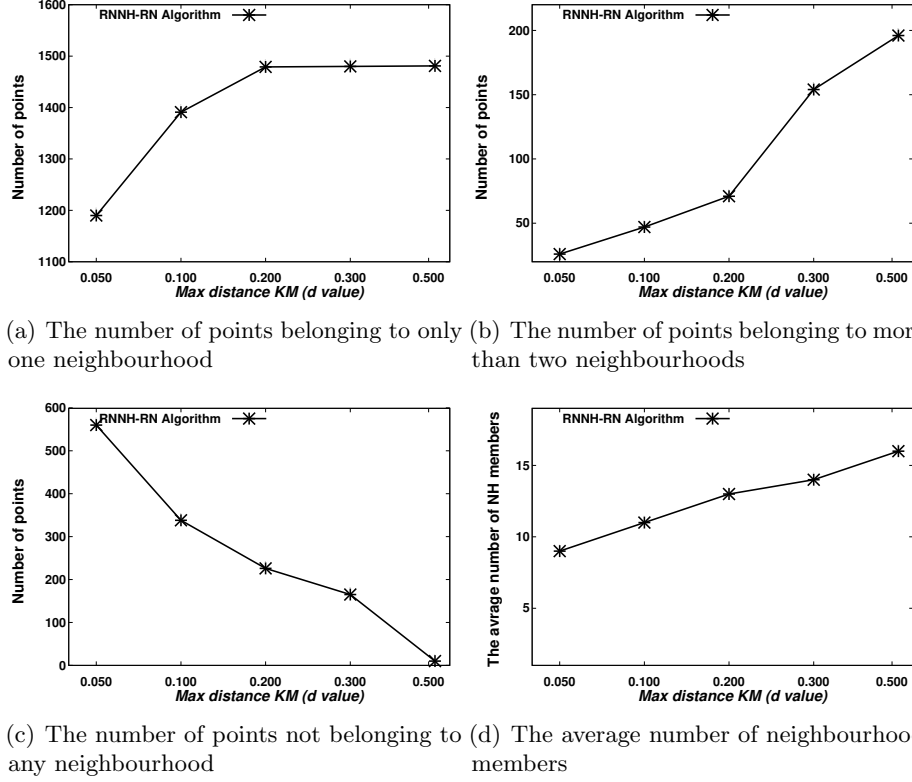 RNNH-RN Algorithm
1600
1500
1400
1300
1200
1100
Number of points
0.050 0.100 0.200 0.300 0.500
Max distance KM (d value)
(a) The number of points belonging to only
one neighbourhood
RNNH-RN Algorithm
200
150
100
50
Number of points
0.050 0.100 0.200 0.300 0.500
Max distance KM (d value)
(b) The number of points belonging to mor
than two neighbourhoods
RNNH-RN Algorithm
600
500
400
300
200
100
0
Number of points
0.050 0.100 0.200 0.300 0.500
Max distance KM (d value)
(c) The number of points not belonging to
any neighbourhood
RNNH-RN Algorithm
15
10
5
The avrage number of NH members
0.050 0.100 0.200 0.300 0.500
Max distance KM (d value)
(d) The average number of neighbourhoo
members